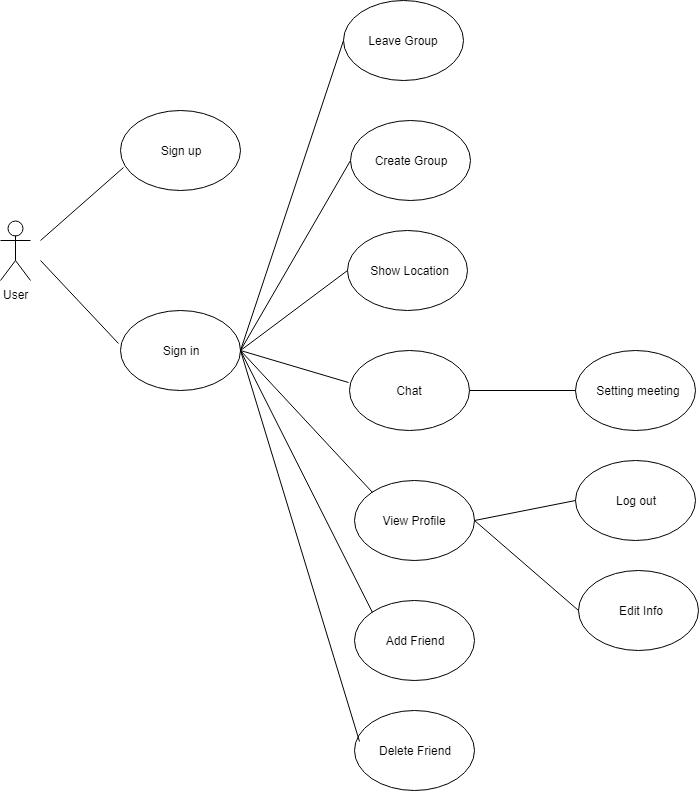 Leave Group
Sign up
Create Group
User
Show Location
Sign in
Chat
Setting meeting
View Profile
Log out
Edit Info
Add Friend
Delete Friend